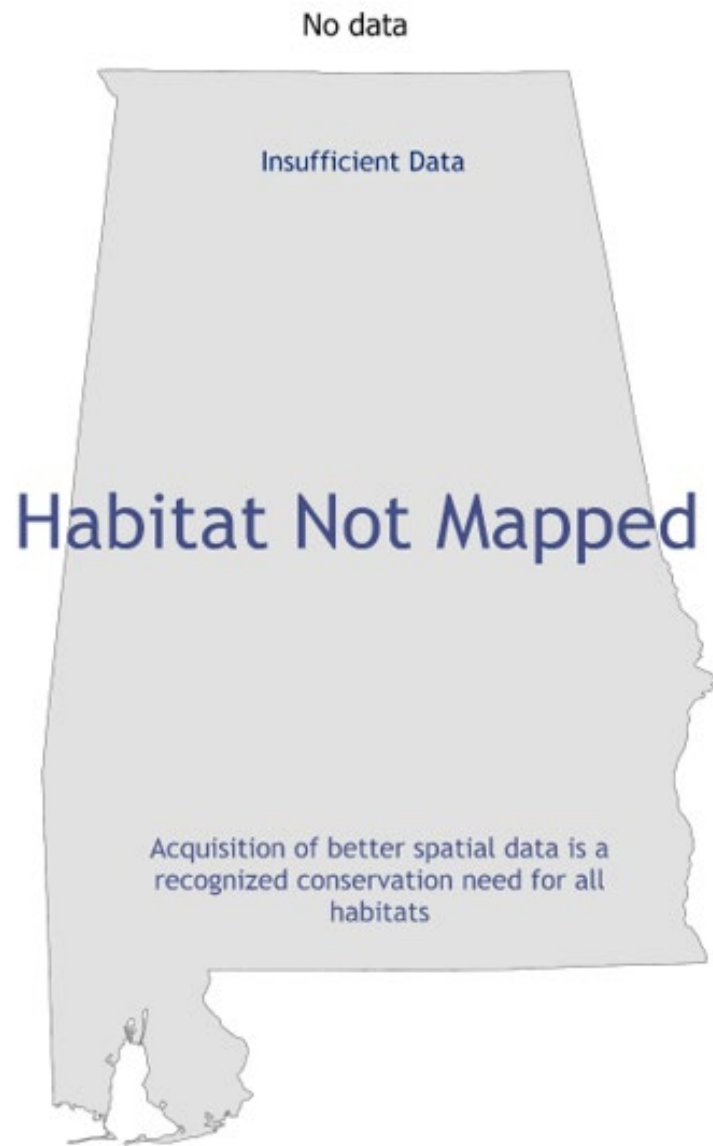 No data
Insufficient Data
Habitat Not Mapped
Acquisition of better spatial data is a
recognized conservation need for all
habitats